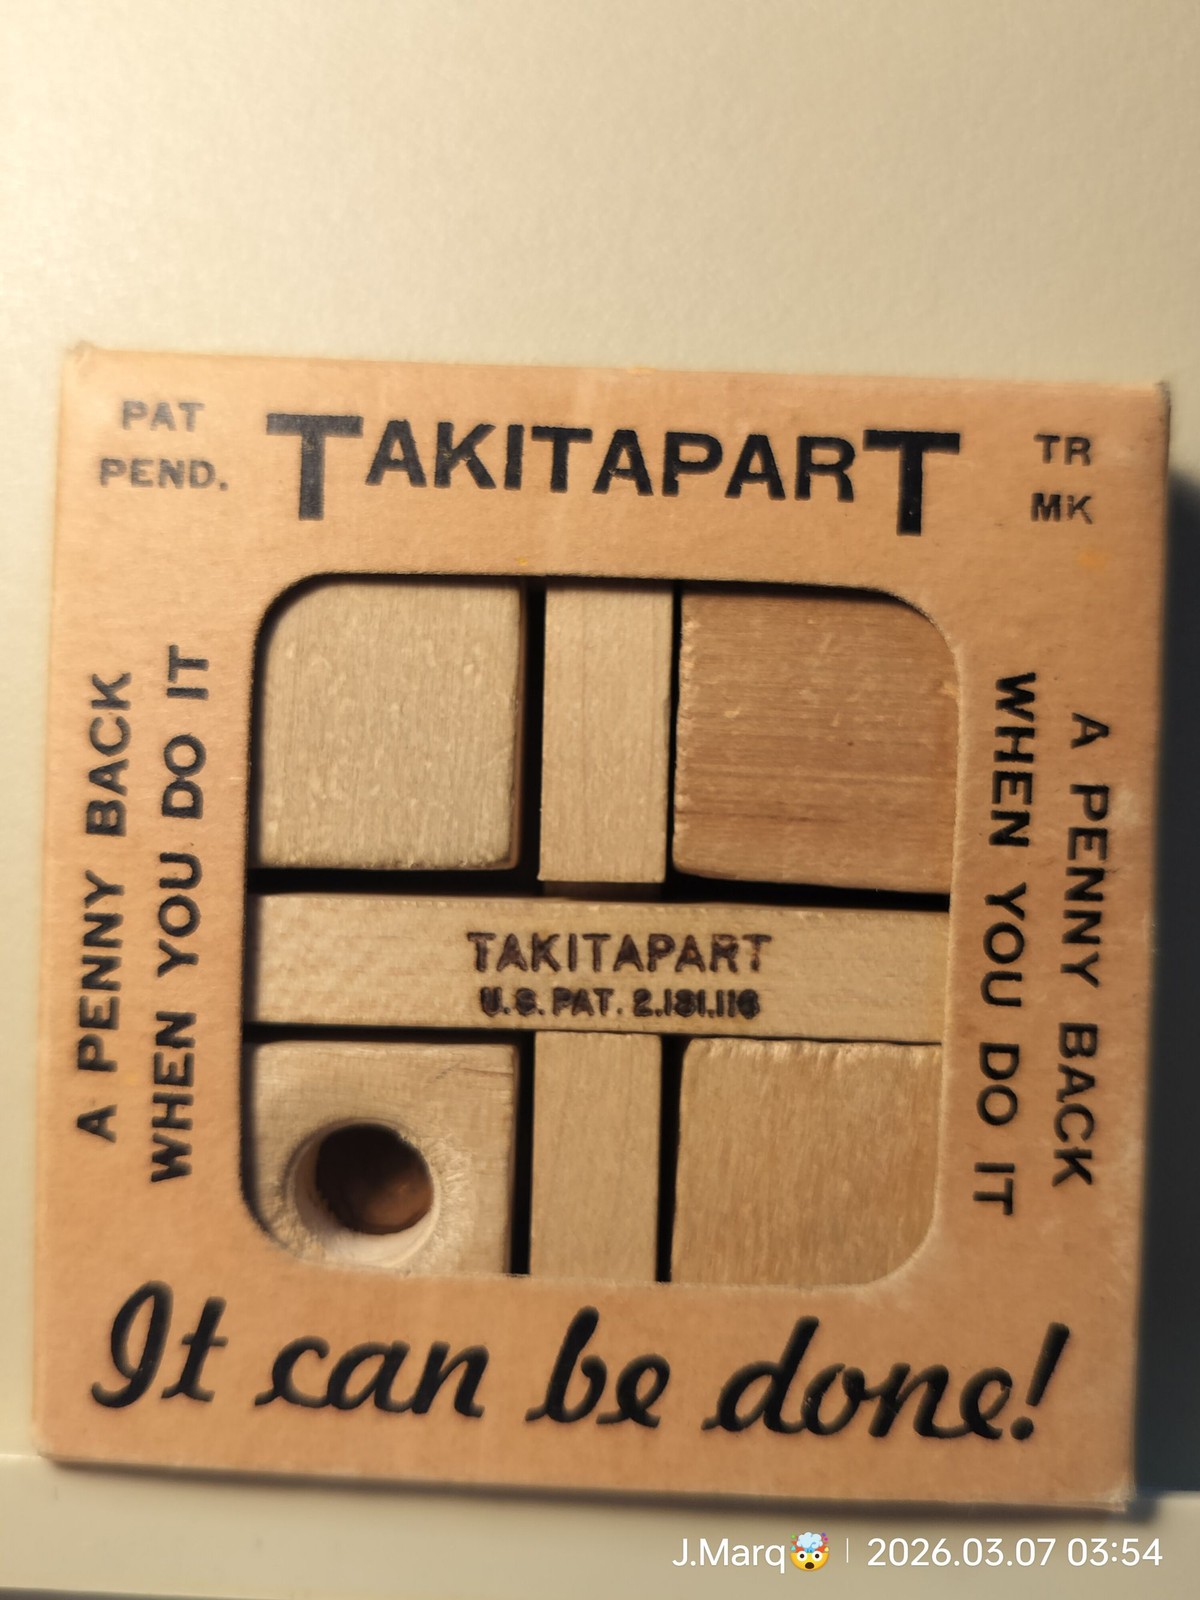 PAT
PEND.
TAKITAPART
TR
MK
A PENNY BACK
WHEN YOU DO IT
A PENNY BACK
WHEN YOU DO IT
TAKITAPART
U.S. PAT. 2.181.116
It can be done!
J.Marq🤯 | 2026.03.07 03:54